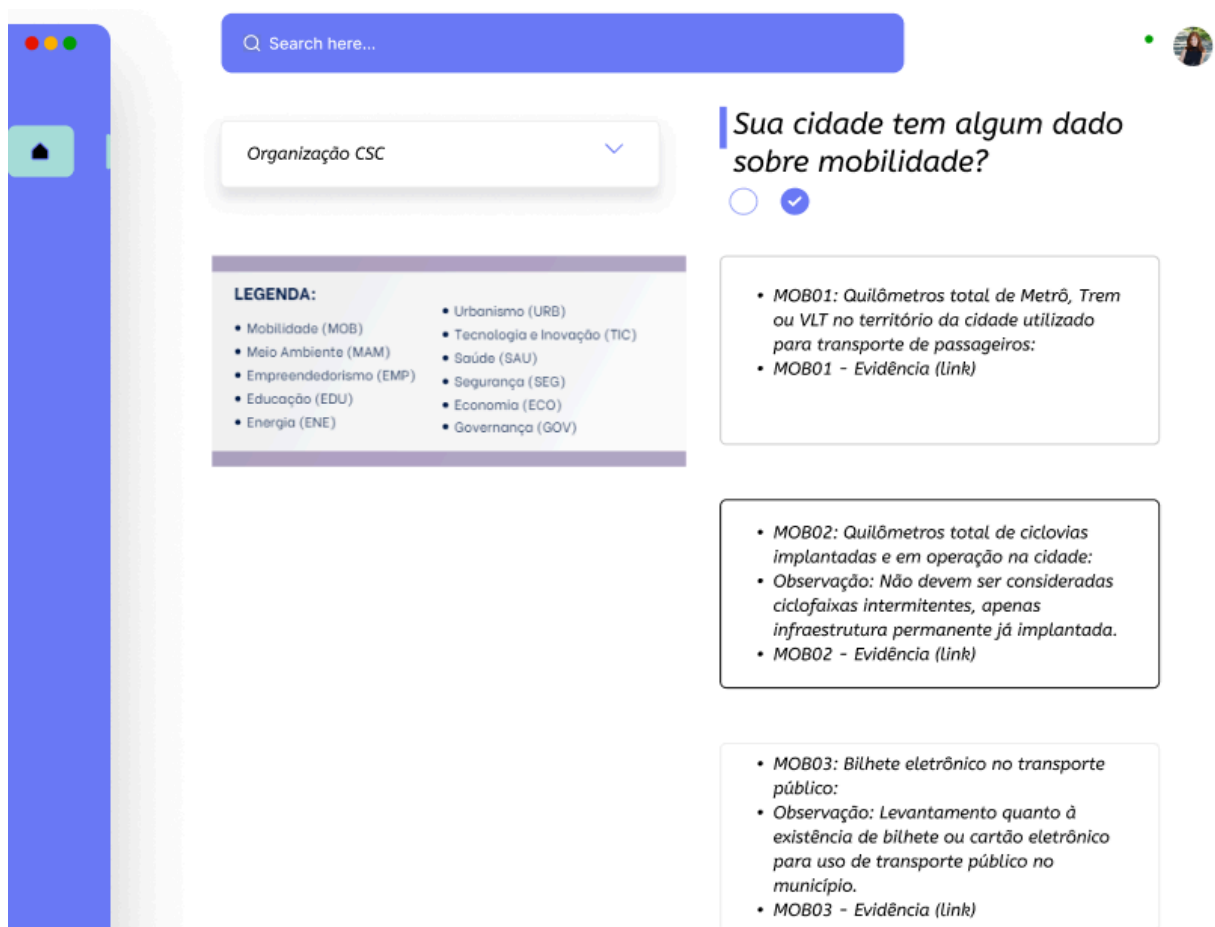 Search here...
Organização CSC
Sua cidade tem algum dado
sobre mobilidade?
LEGENDA:
• Mobilidade (MOB)
• Meio Ambiente (MAM)
• Empreendedorismo (EMP)
• Educação (EDU)
• Energia (ENE)
• Urbanismo (URB)
• Tecnologia e Inovação (TIC)
• Saúde (SAU)
• Segurança (SEG)
• Economia (ECO)
• Governança (GOV)
• MOB01: Quilômetros total de Metrô, Trem
ou VLT no território da cidade utilizado
para transporte de passageiros:
• MOB01 - Evidência (link)
• MOB02: Quilômetros total de ciclovias
implantadas e em operação na cidade:
• Observação: Não devem ser consideradas
ciclofaixas intermitentes, apenas
infraestrutura permanente já implantada.
• MOB02 - Evidência (link)
• MOB03: Bilhete eletrônico no transporte
público:
• Observação: Levantamento quanto à
existência de bilhete ou cartão eletrônico
para uso de transporte público no
município.
• MOB03 - Evidência (link)